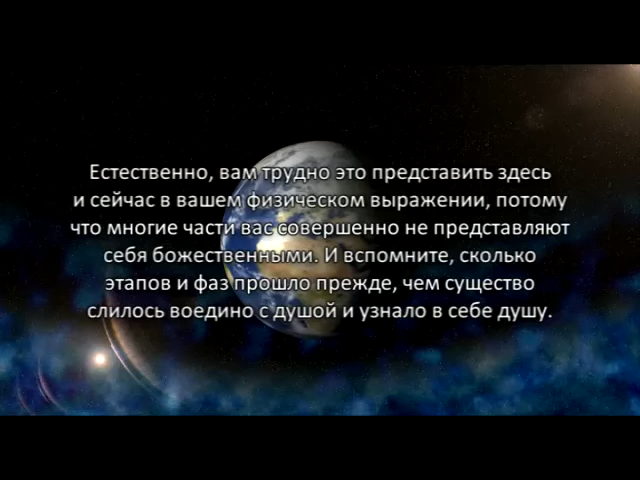 Естественно, вам трудно это представить здесь
и сейчас в вашем физическом выражении, потому
что многие части вас совершенно не представляют
себя божественными. И вспомните, сколько
этапов и фаз прошло прежде, чем существо
слилось воедино с душой и узнало в себе душу.